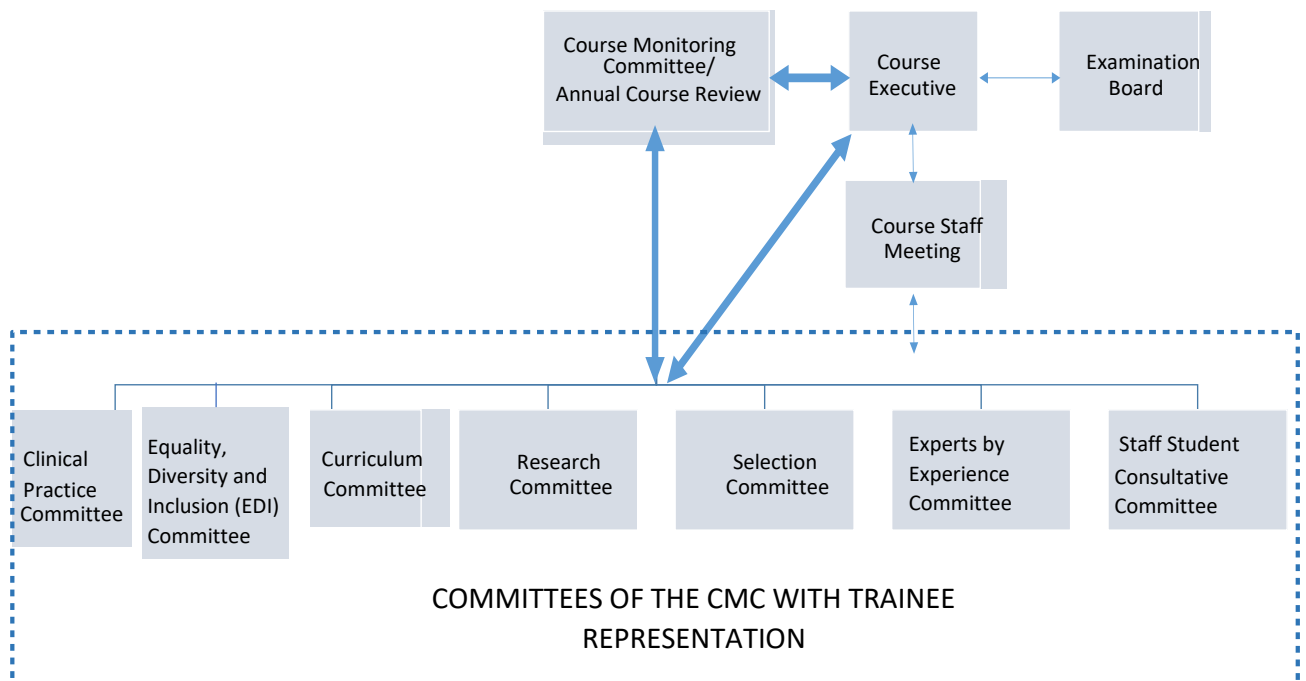 Course Monitoring
Committee/
Annual Course Review
Course
Executive
Examination
Board
Course Staff
Meeting
Clinical
Practice
Committee
Equality,
Diversity and
Inclusion (EDI)
Committee
Curriculum
Committee
Research
Committee
Selection
Committee
Experts by
Experience
Committee
Staff Student
Consultative
Committee
COMMITTEES OF THE CMC WITH TRAINEE
REPRESENTATION